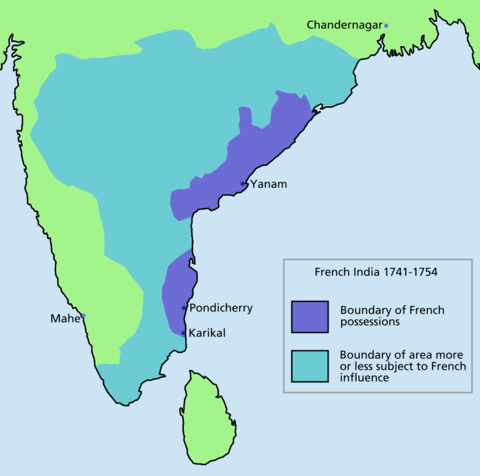 Chandernagar
Yanam
French India 1741-1754
Pondicherry
Boundary of French
possessions
Mahe
Karikal
Boundary of area more
or less subject to French
influence